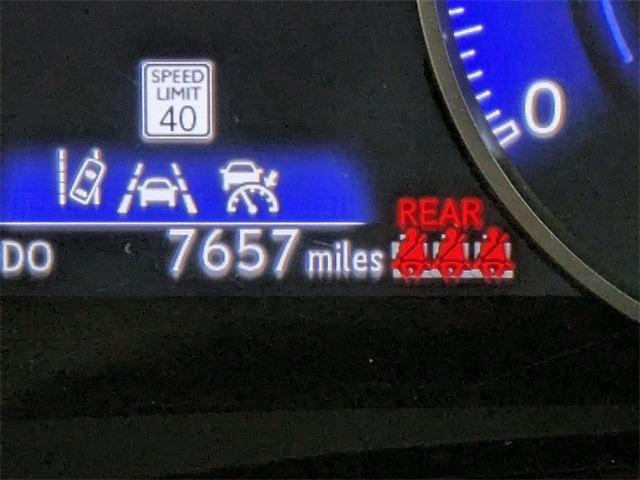 SPEED
LIMIT
40
0
REAR
DO 7657 miles